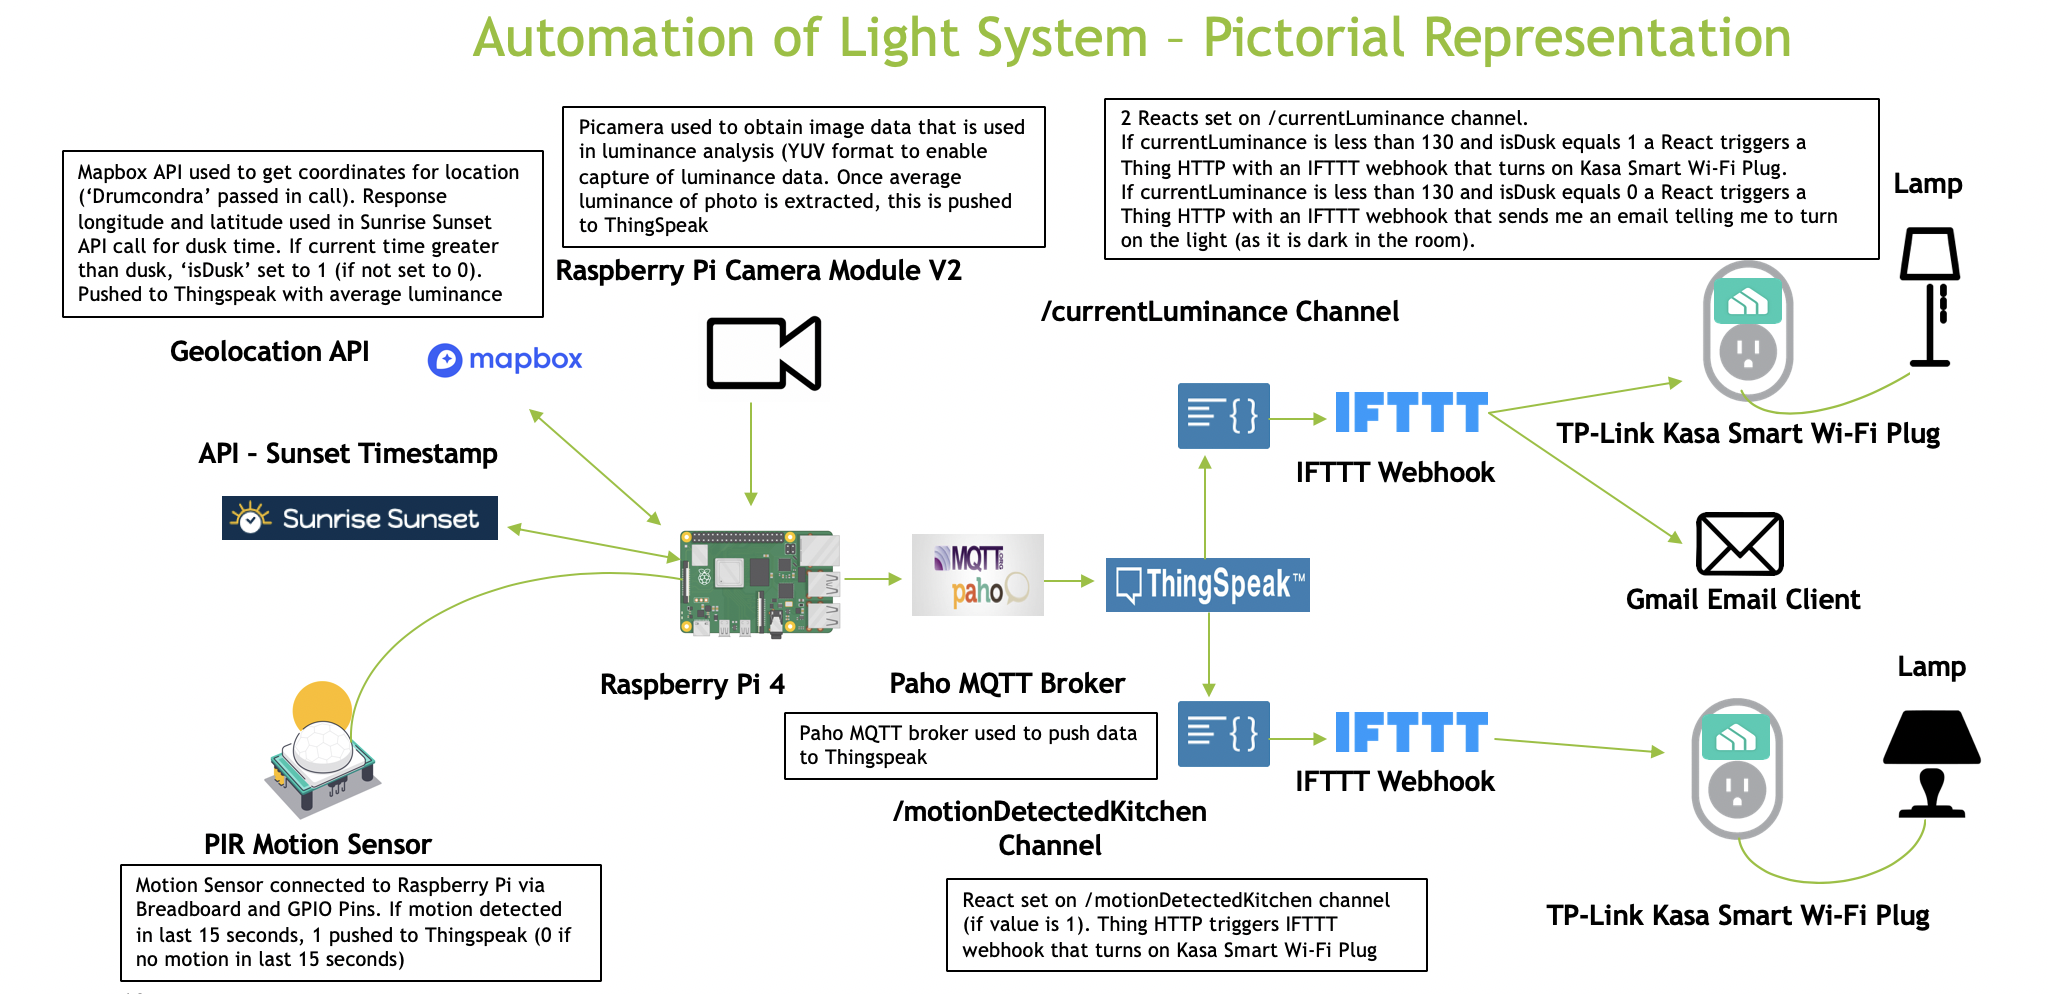 Automation of Light System – Pictorial Representation
Mapbox API used to get coordinates for location
(‘Drumcondra’ passed in call). Response
longitude and latitude used in Sunrise Sunset
API call for dusk time. If current time greater
than dusk, ‘isDusk’ set to 1 (if not set to 0).
Pushed to Thingspeak with average luminance
Picamera used to obtain image data that is used
in luminance analysis (YUV format to enable
capture of luminance data. Once average
luminance of photo is extracted, this is pushed
to ThingSpeak
2 Reacts set on /currentLuminance channel.
If currentLuminance is less than 130 and isDusk equals 1 a React triggers a
Thing HTTP with an IFTTT webhook that turns on Kasa Smart Wi-Fi Plug.
If currentLuminance is less than 130 and isDusk equals 0 a React triggers a
Thing HTTP with an IFTTT webhook that sends me an email telling me to turn
on the light (as it is dark in the room).
Lamp
Raspberry Pi Camera Module V2
/currentLuminance Channel
Geolocation API
mapbox
{}
IFTTT
TP-Link Kasa Smart Wi-Fi Plug
API – Sunset Timestamp
IFTTT Webhook
Sunrise Sunset
MQTT.ORG
paho
ThingSpeak™
Gmail Email Client
Raspberry Pi 4
Paho MQTT Broker
Lamp
Paho MQTT broker used to push data
to Thingspeak
{}
IFTTT
IFTTT Webhook
/motionDetectedKitchen
Channel
PIR Motion Sensor
Motion Sensor connected to Raspberry Pi via
Breadboard and GPIO Pins. If motion detected
in last 15 seconds, 1 pushed to Thingspeak (0 if
no motion in last 15 seconds)
React set on /motionDetectedKitchen channel
(if value is 1). Thing HTTP triggers IFTTT
webhook that turns on Kasa Smart Wi-Fi Plug
TP-Link Kasa Smart Wi-Fi Plug